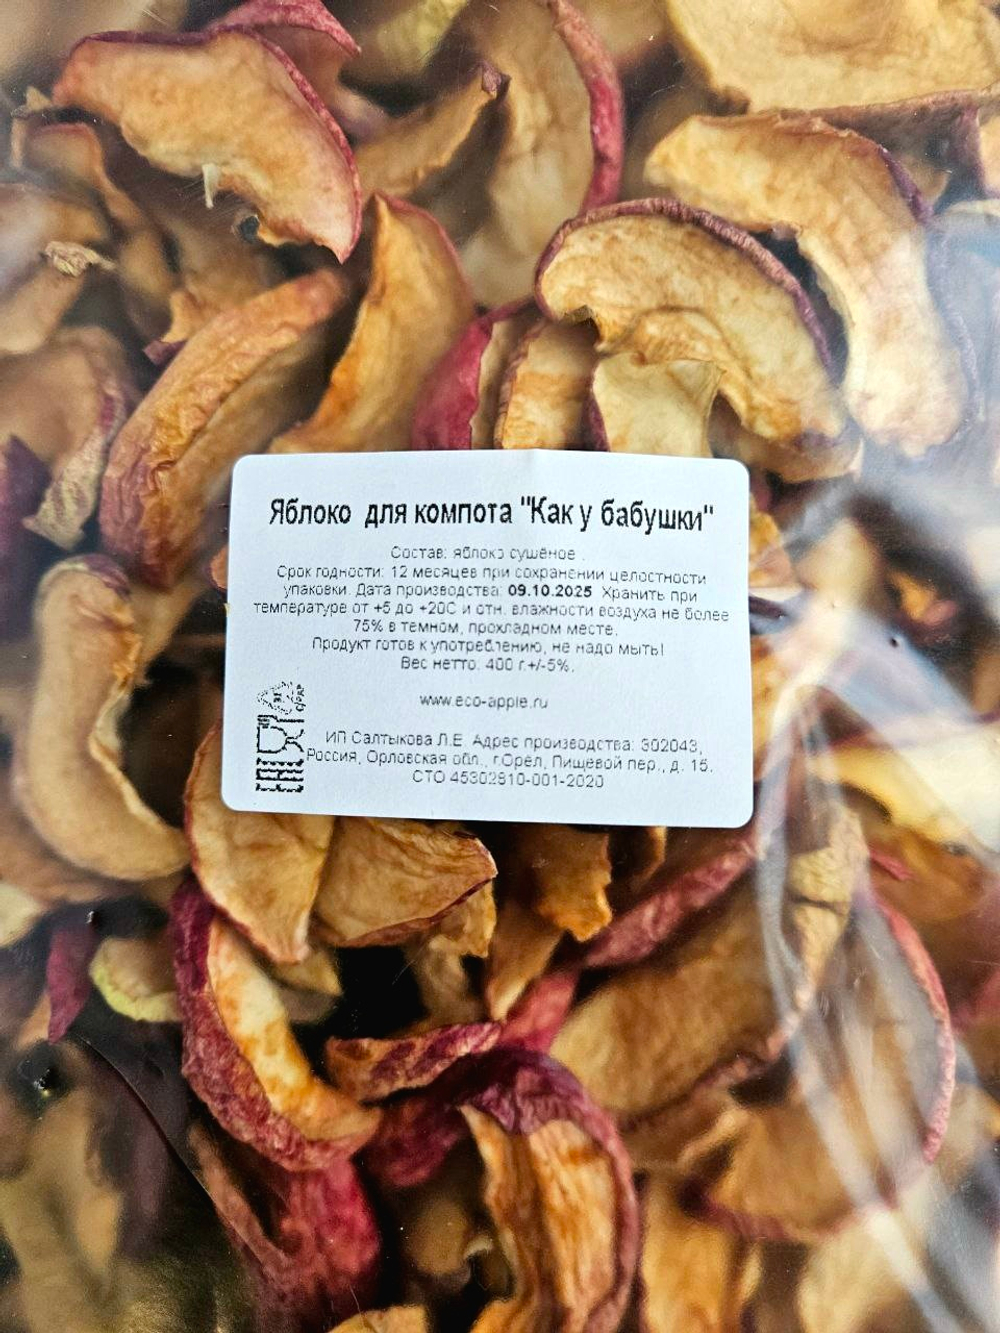 Яблоко для компота "Как у бабушки"
Состав: яблоко сушёное .
Срок годности: 12 месяцев при сохранении целостности
упаковки. Дата производства: 09.10.2025 Хранить при
температуре от +5 до +20С и отн. влажности воздуха не более
75% в темном, прохладном месте.
Продукт готов к употреблению, не надо мыть!
Вес нетто: 400 г.+/-5%.
www.eco-apple.ru
ИП Салтыкова Л.Е. Адрес производства: 302043,
Россия, Орловская обл., г.Орёл, Пищевой пер., д. 15.
СТО 45302910-001-2020
EAC